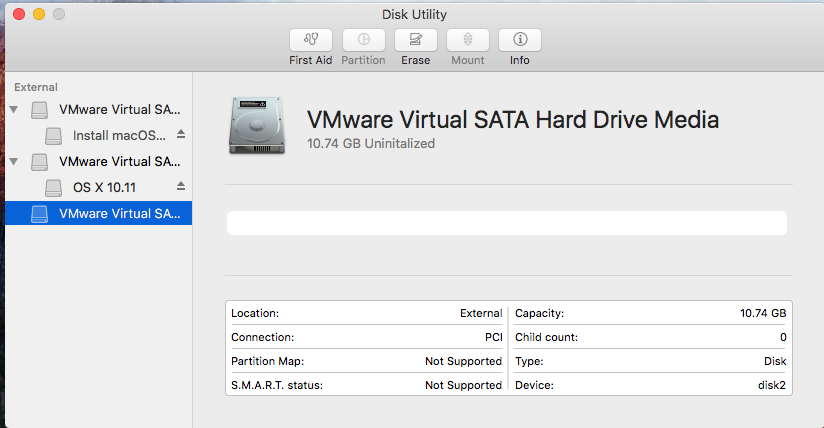 Disk Utility
First Aid Partition Erase Mount Info
External
VMware Virtual SA...
Install macOS...
VMware Virtual SA...
OS X 10.11
VMware Virtual SA...
VMware Virtual SATA Hard Drive Media
10.74 GB Uninitalized
Location: External
Connection: PCI
Partition Map: Not Supported
S.M.A.R.T. status: Not Supported
Capacity: 10.74 GB
Child count: 0
Type: Disk
Device: disk2